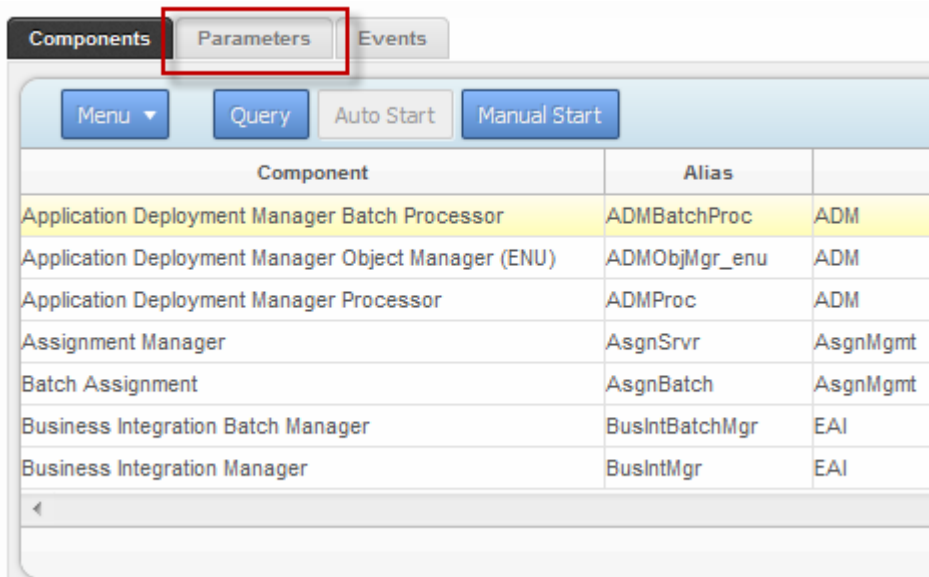 Components Parameters Events
Menu Query Auto Start Manual Start
Component Alias
Application Deployment Manager Batch Processor ADMBatchProc ADM
Application Deployment Manager Object Manager (ENU) ADMObjMgr_enu ADM
Application Deployment Manager Processor ADMProc ADM
Assignment Manager AsgnSrvr AsgnMgmt
Batch Assignment AsgnBatch AsgnMgmt
Business Integration Batch Manager BusIntBatchMgr EAI
Business Integration Manager BusIntMgr EAI